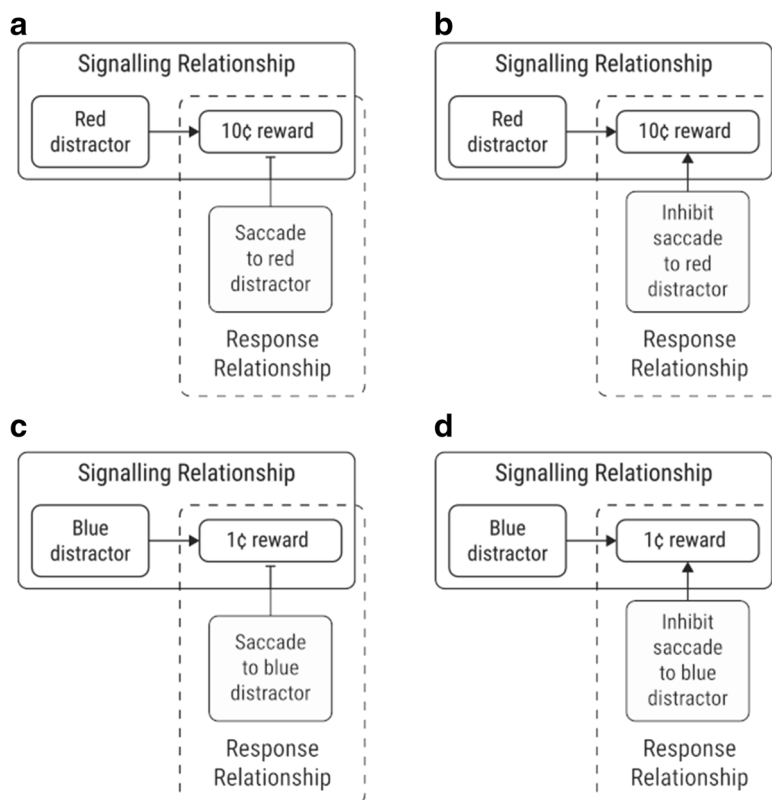 a
Signalling Relationship
Red
distractor
10¢ reward
Saccade
to red
distractor
Response
Relationship
b
Signalling Relationship
Red
distractor
10¢ reward
Inhibit
saccade
to red
distractor
Response
Relationship
c
Signalling Relationship
Blue
distractor
1¢ reward
Saccade
to blue
distractor
Response
Relationship
d
Signalling Relationship
Blue
distractor
1¢ reward
Inhibit
saccade
to blue
distractor
Response
Relationship